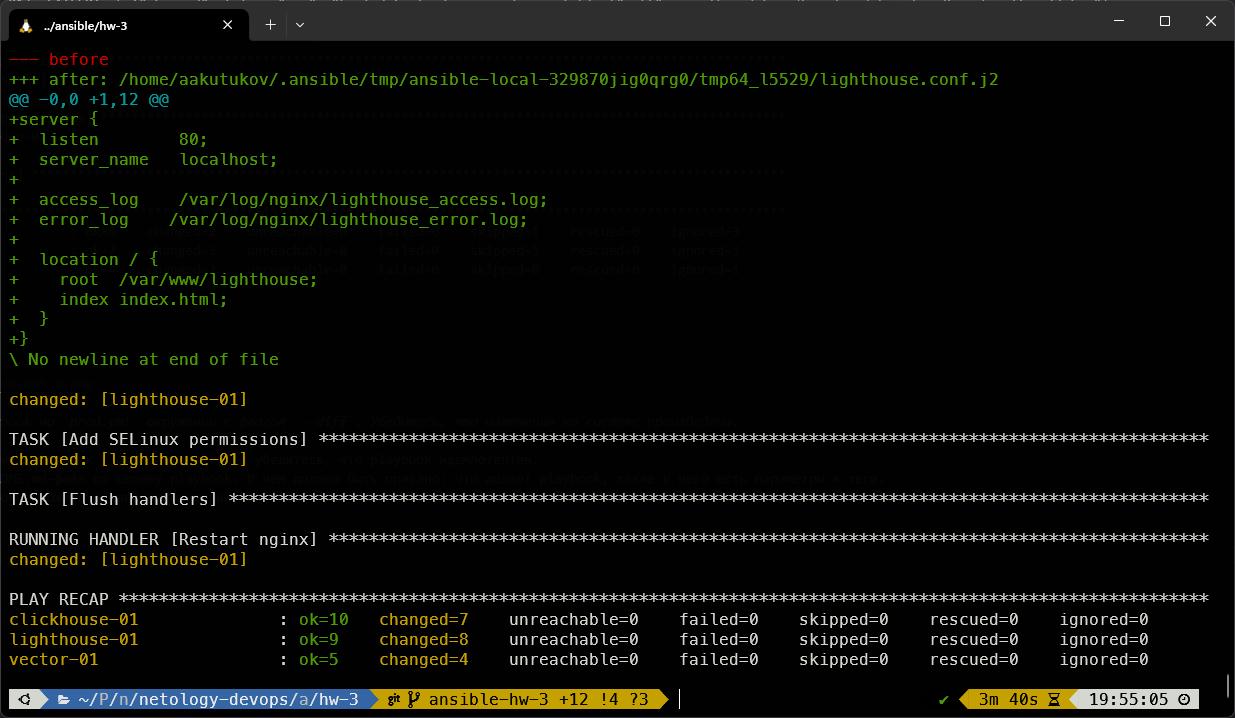 ../ansible/hw-3
--- before
+++ after: /home/aakutukov/.ansible/tmp/ansible-local-329870jig0qrg0/tmp64_l5529/lighthouse.conf.j2
@@ -0,0 +1,12 @@
+server {
+  listen        80;
+  server_name   localhost;
+
+  access_log    /var/log/nginx/lighthouse_access.log;
+  error_log    /var/log/nginx/lighthouse_error.log;
+
+  location / {
+    root  /var/www/lighthouse;
+    index index.html;
+  }
+}
\ No newline at end of file
changed: [lighthouse-01]
TASK [Add SELinux permissions] *****************************************************************************************
changed: [lighthouse-01]
TASK [Flush handlers] **************************************************************************************************
RUNNING HANDLER [Restart nginx] ****************************************************************************************
changed: [lighthouse-01]
PLAY RECAP *************************************************************************************************************
clickhouse-01              : ok=10   changed=7    unreachable=0    failed=0    skipped=0    rescued=0    ignored=0
lighthouse-01              : ok=9    changed=8    unreachable=0    failed=0    skipped=0    rescued=0    ignored=0
vector-01                  : ok=5    changed=4    unreachable=0    failed=0    skipped=0    rescued=0    ignored=0
~/P/n/netology-devops/a/hw-3 git ansible-hw-3 +12 !4 ?3 ✔ 3m 40s 19:55:05